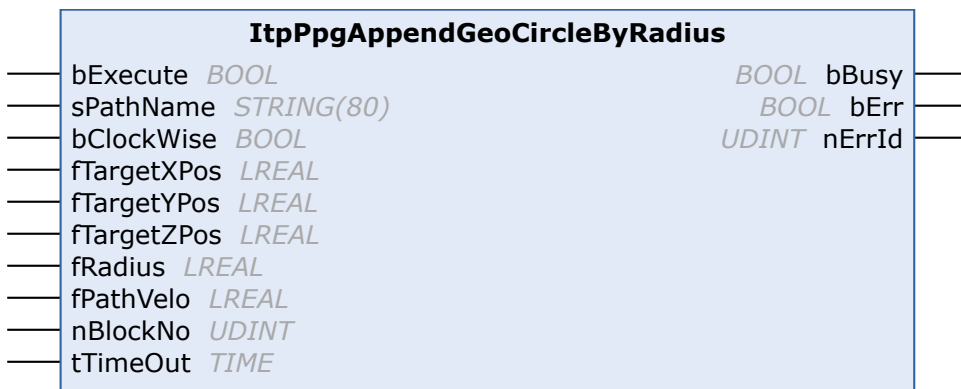 ItpPpgAppendGeoCircleByRadius
bExecute BOOL BOOL bBusy
sPathName STRING(80) BOOL bErr
bClockWise BOOL UDINT nErrId
fTargetXPos LREAL
fTargetYPos LREAL
fTargetZPos LREAL
fRadius LREAL
fPathVelo LREAL
nBlockNo UDINT
tTimeOut TIME